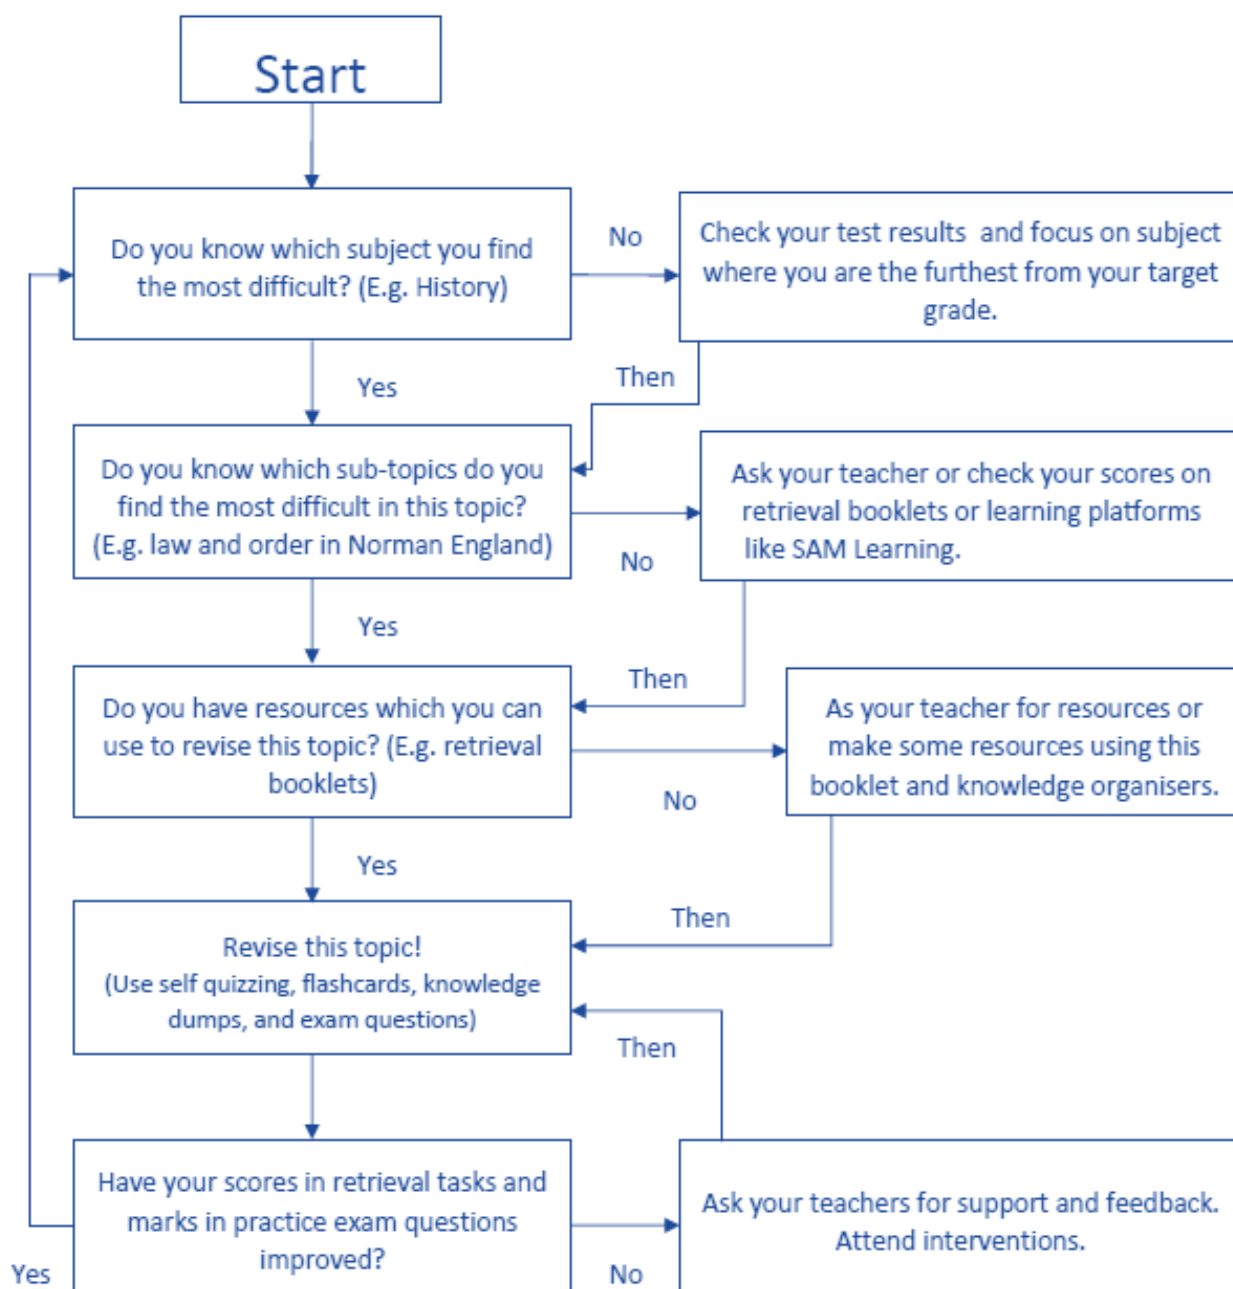 Start
Do you know which subject you find
the most difficult? (E.g. History)
No
Check your test results and focus on subject
where you are the furthest from your target
grade.
Yes
Then
Do you know which sub-topics do you
find the most difficult in this topic?
(E.g. law and order in Norman England)
No
Ask your teacher or check your scores on
retrieval booklets or learning platforms
like SAM Learning.
Yes
Then
Do you have resources which you can
use to revise this topic? (E.g. retrieval
booklets)
No
As your teacher for resources or
make some resources using this
booklet and knowledge organisers.
Yes
Then
Revise this topic!
(Use self quizzing, flashcards, knowledge
dumps, and exam questions)
Then
Have your scores in retrieval tasks and
marks in practice exam questions
improved?
Yes
No
Ask your teachers for support and feedback.
Attend interventions.